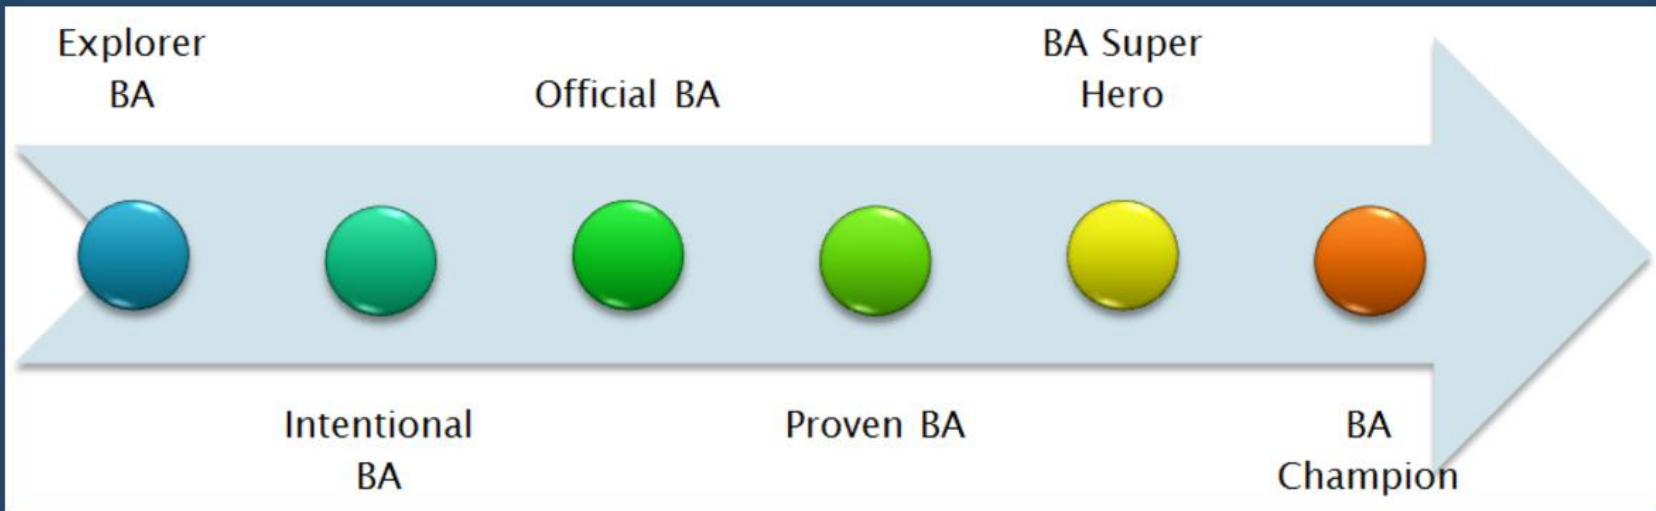 Explorer
BA
Intentional
BA
Official BA
Proven BA
BA Super
Hero
BA
Champion